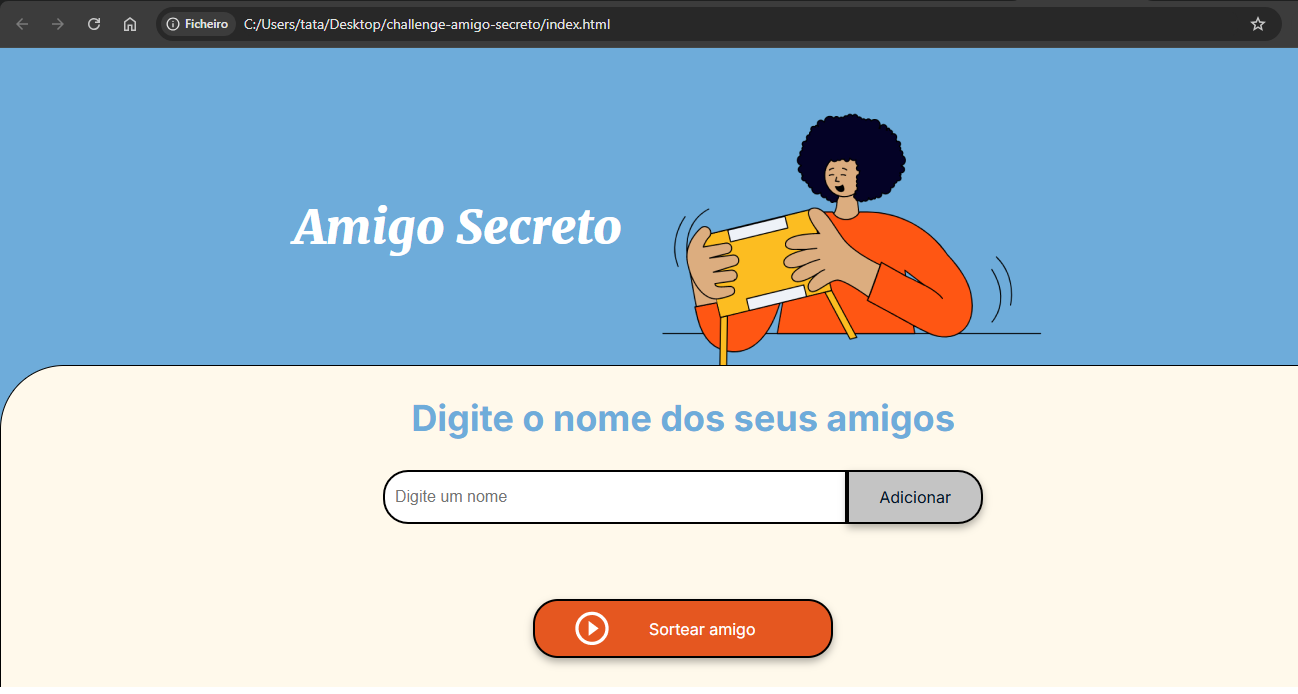 Ficheiro C:/Users/tata/Desktop/challenge-amigo-secreto/index.html
Amigo Secreto
Digite o nome dos seus amigos
Digite um nome Adicionar
Sortear amigo